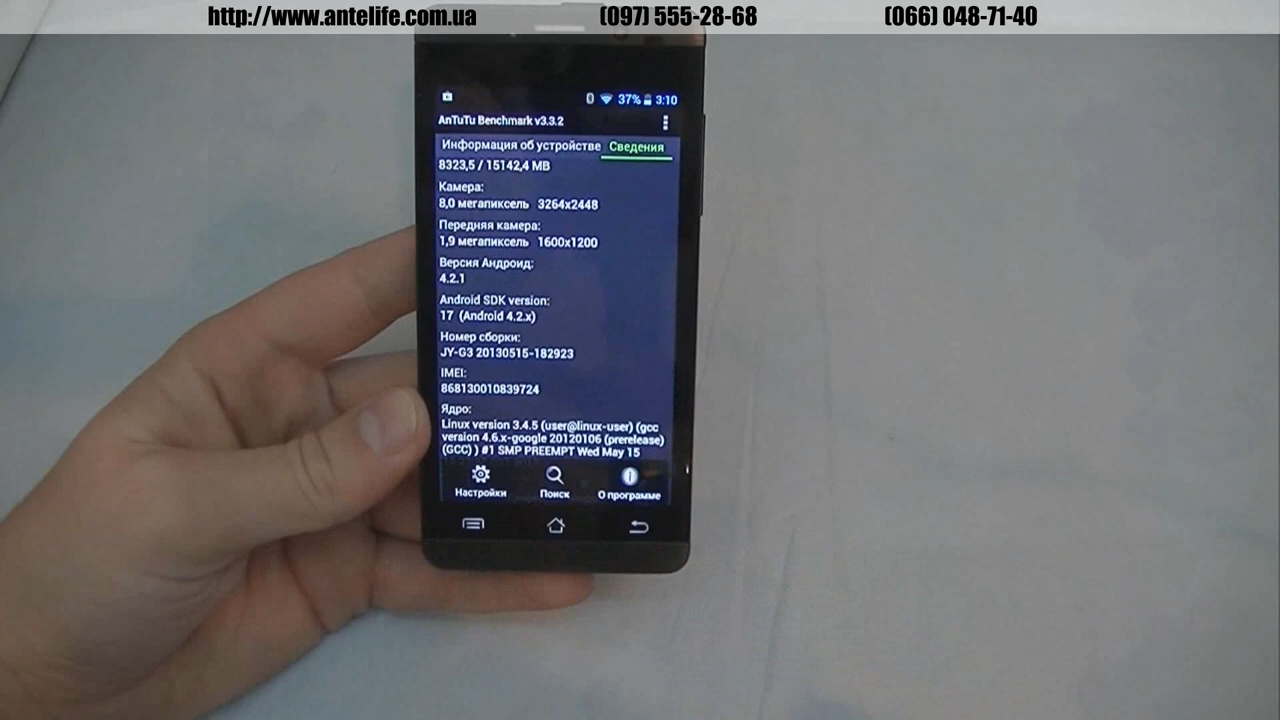 http://www.antelife.com.ua (097) 555-28-68 (066) 048-71-40
37% 3:10
AnTuTu Benchmark v3.3.2
Информация об устройстве Сведения
8323,5 / 15142,4 MB
Камера:
8,0 мегапиксель 3264x2448
Передняя камера:
1,9 мегапиксель 1600x1200
Версия Андроид:
4.2.1
Android SDK version:
17 (Android 4.2.x)
Номер сборки:
JY-G3 20130515-182923
IMEI:
868130010839724
Ядро:
Linux version 3.4.5 (user@linux-user) (gcc
version 4.6.x-google 20120106 (prerelease)
(GCC) ) #1 SMP PREEMPT Wed May 15
Настройки Поиск О программе